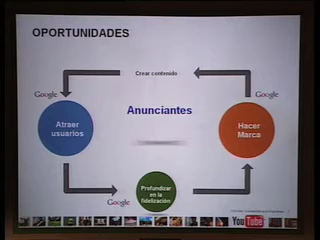 OPORTUNIDADES
Crear contenido
Google
Google
Anunciantes
Atraer
usuarios
Hacer
Marca
Profundizar
en la
fidelización
Google
YouTube